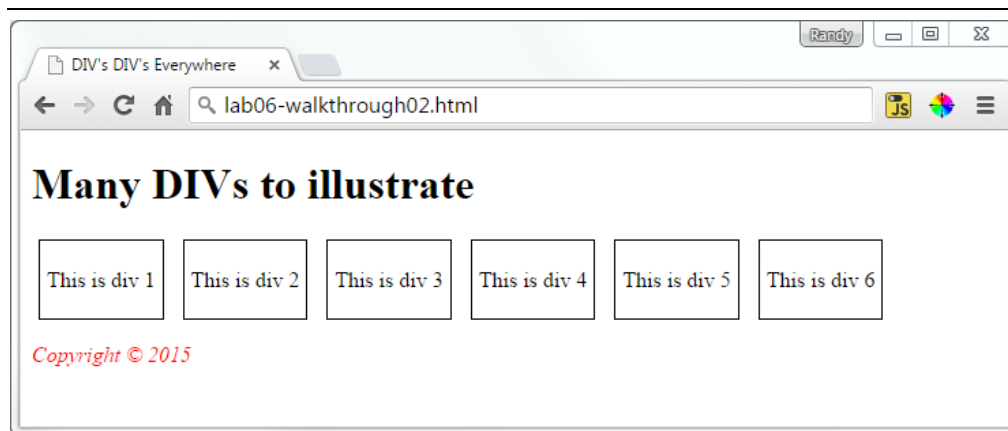 Randy
DIV's DIV's Everywhere
lab06-walkthrough02.html
JS
Many DIVs to illustrate
This is div 1 This is div 2 This is div 3 This is div 4 This is div 5 This is div 6
Copyright © 2015